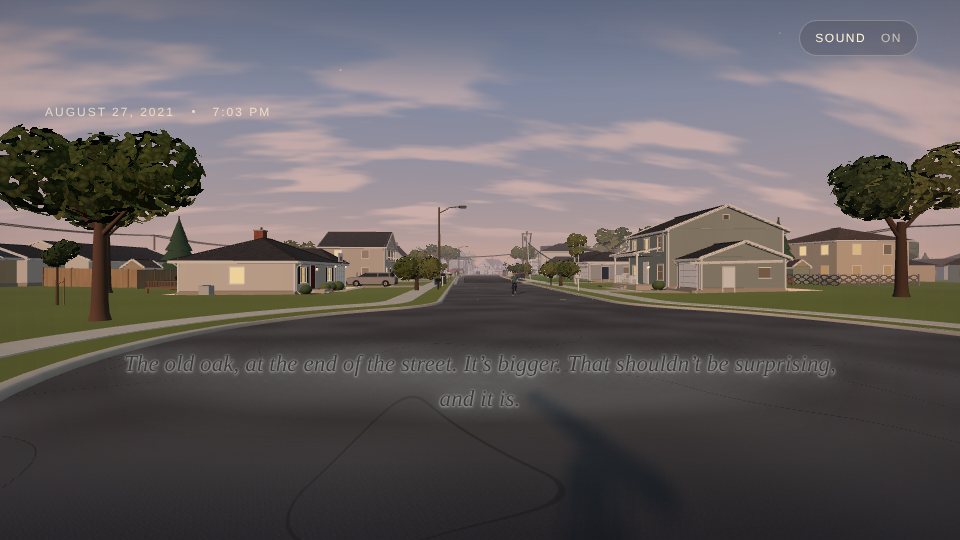 SOUND ON
AUGUST 27, 2021 • 7:03 PM
The old oak, at the end of the street. It’s bigger. That shouldn’t be surprising,
and it is.